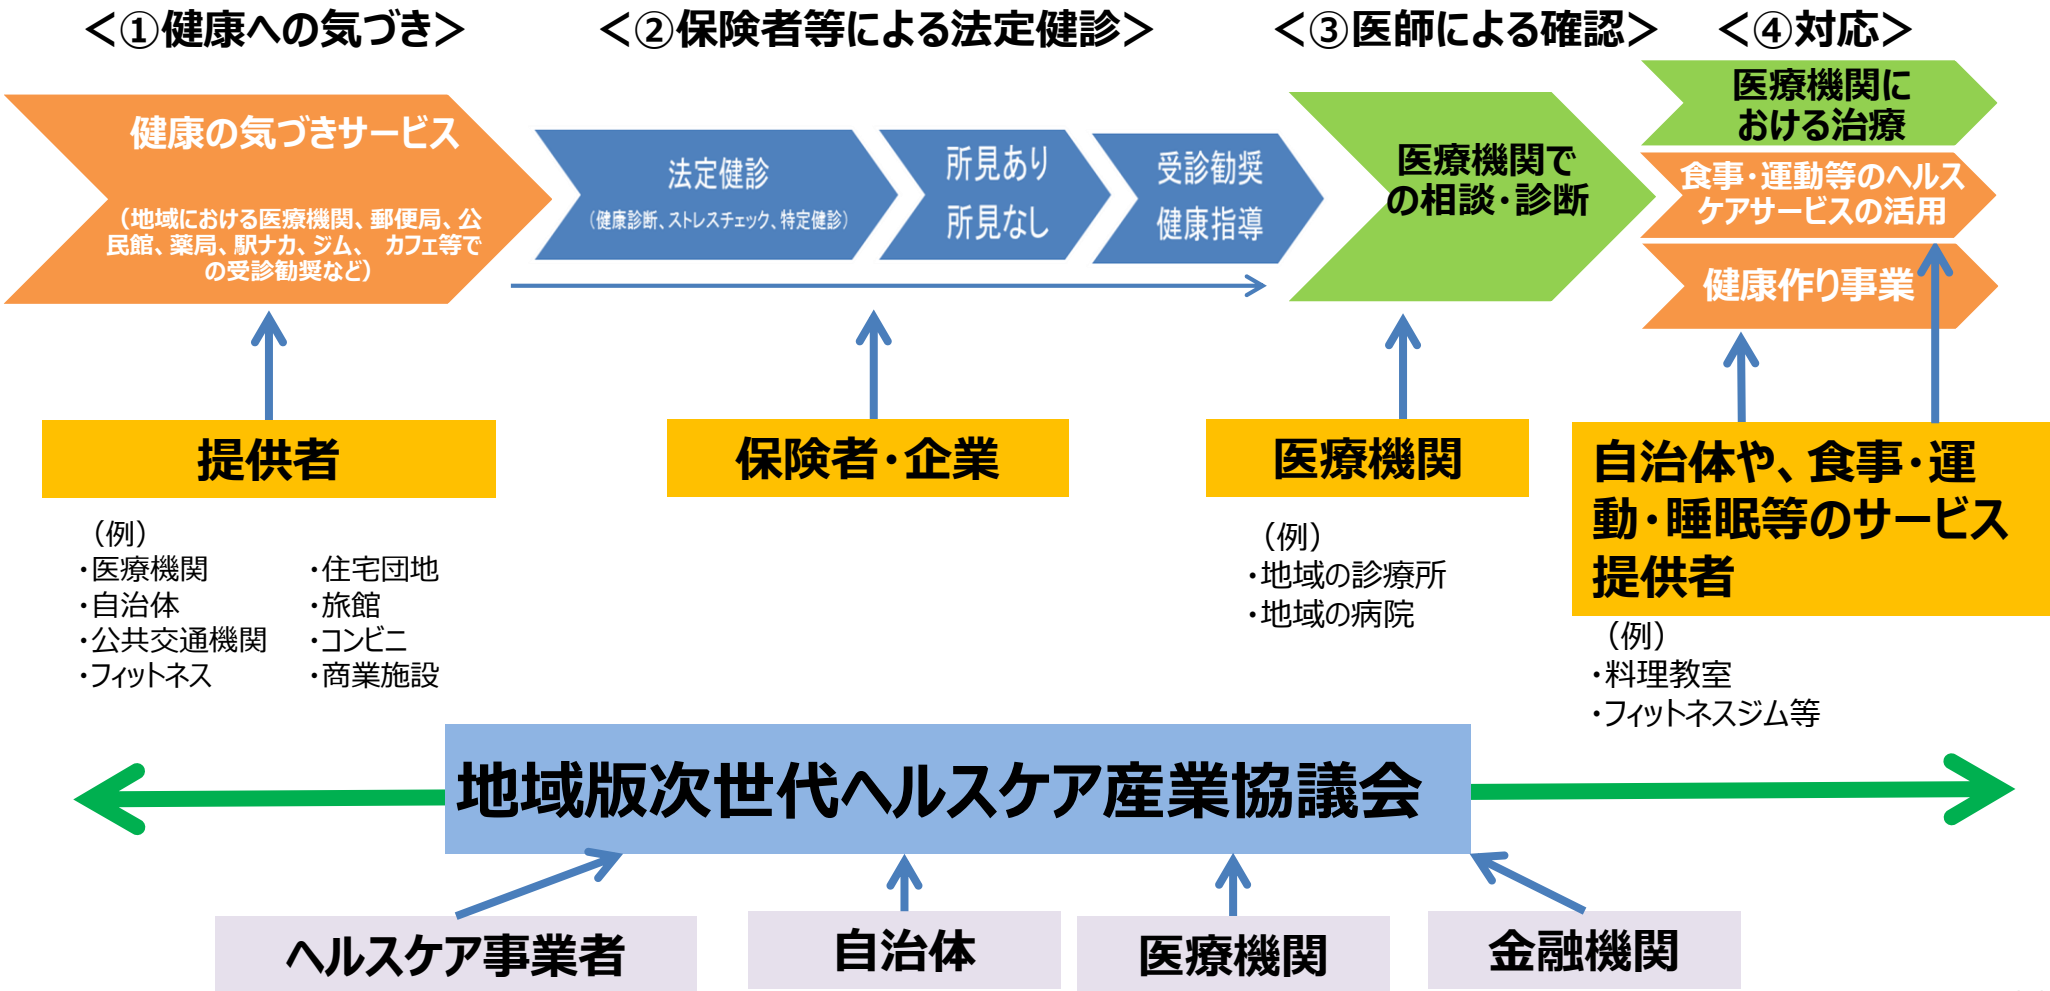 ＜①健康への気づき＞
＜②保険者等による法定健診＞
＜③医師による確認＞
＜④対応＞
健康の気づきサービス
（地域における医療機関、郵便局、公
民館、薬局、駅ナカ、ジム、 カフェ等で
の受診勧奨など）
法定健診
（健康診断、ストレスチェック、特定健診）
所見あり
所見なし
受診勧奨
健康指導
医療機関で
の相談・診断
医療機関に
おける治療
食事・運動等のヘルス
ケアサービスの活用
健康作り事業
提供者
（例）
・医療機関
・自治体
・公共交通機関
・フィットネス
・住宅団地
・旅館
・コンビニ
・商業施設
保険者・企業
医療機関
（例）
・地域の診療所
・地域の病院
自治体や、食事・運
動・睡眠等のサービス
提供者
（例）
・料理教室
・フィットネスジム等
地域版次世代ヘルスケア産業協議会
ヘルスケア事業者
自治体
医療機関
金融機関